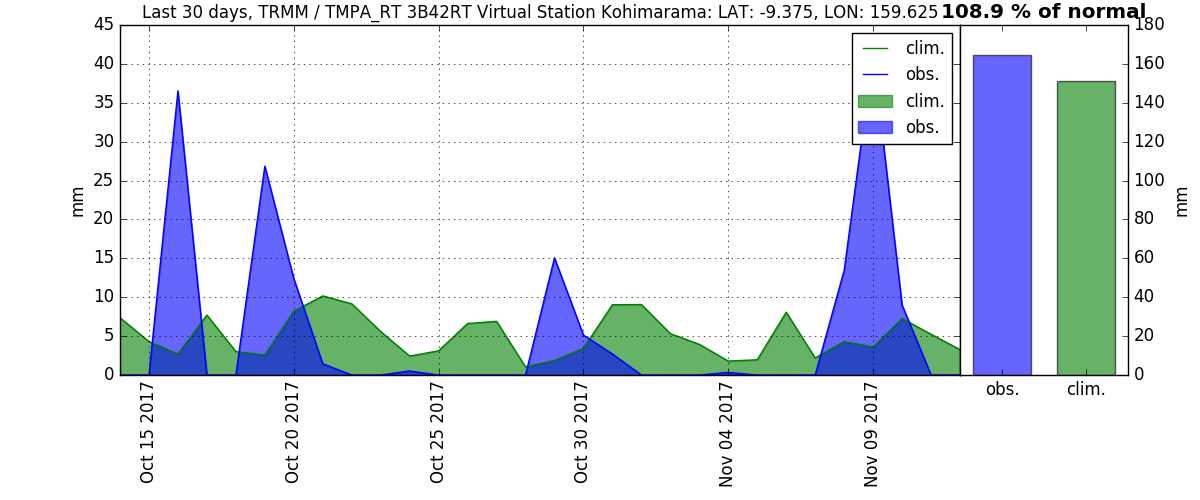 Last 30 days, TRMM / TMPA_RT 3B42RT Virtual Station Kohimarama: LAT: -9.375, LON: 159.625
108.9 % of normal
mm
45
40
35
30
25
20
15
10
5
0
clim.
obs.
clim.
obs.
Oct 15 2017
Oct 20 2017
Oct 25 2017
Oct 30 2017
Nov 04 2017
Nov 09 2017
180
160
140
120
100
80
60
40
20
0
mm
obs.
clim.